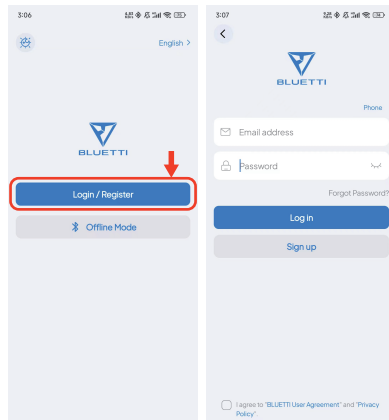 3:06
English >
BLUETTI
Login / Register
Offline Mode
3:07
BLUETTI
Phone
Email address
Password
Forgot Password?
Log in
Sign up
I agree to "BLUETTI User Agreement" and "Privacy
Policy".